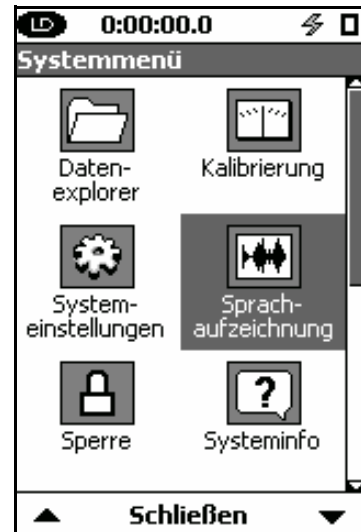 LD 0:00:00.0
Systemmenü
Daten-
explorer
Kalibrierung
System-
einstellungen
Sprach-
aufzeichnung
?
Sperre
Systeminfo
Schließen